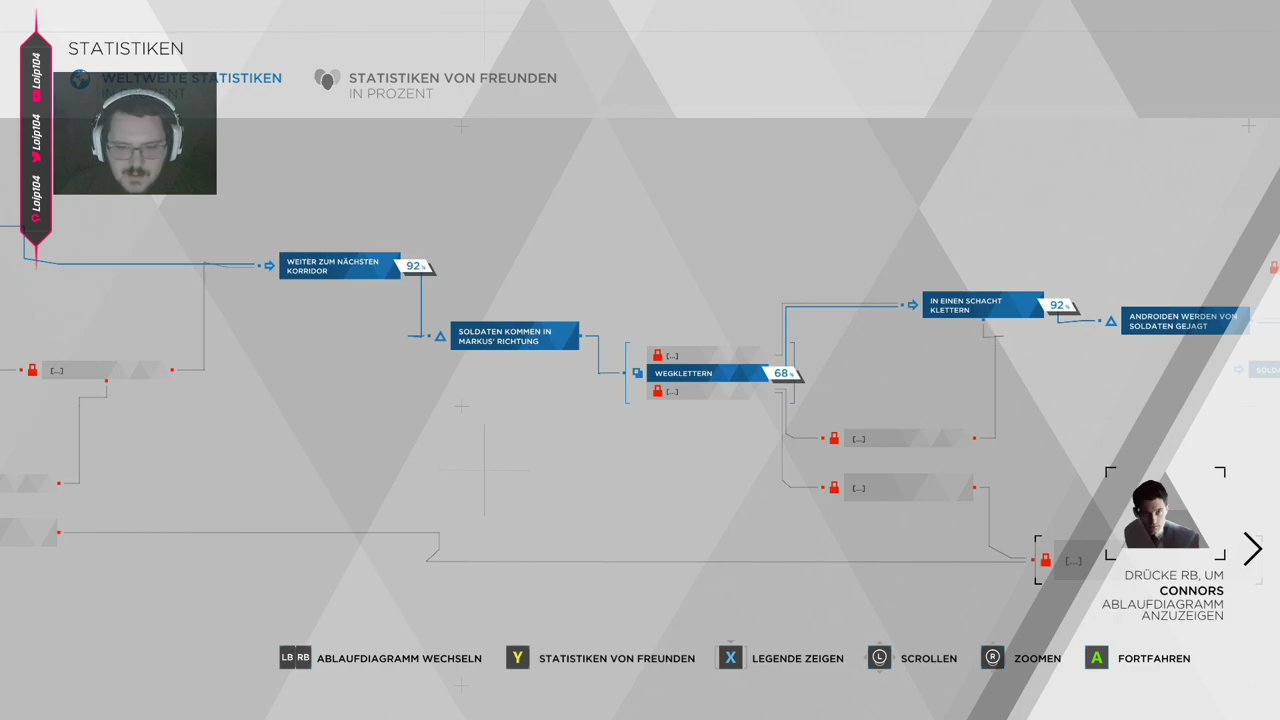 STATISTIKEN
WELTWEITE STATISTIKEN
STATISTIKEN VON FREUNDEN
IN PROZENT
Loip104
Loip104
Loip104
WEITER ZUM NÄCHSTEN
KORRIDOR
92%
SOLDATEN KOMMEN IN
MARKUS' RICHTUNG
[...]
WEGKLETTERN
68%
[...]
[...]
IN EINEN SCHACHT
KLETTERN
92%
ANDROIDEN WERDEN VON
SOLDATEN GEJAGT
[...]
[...]
[...]
DRÜCKE RB, UM
CONNORS
ABLAUFDIAGRAMM
ANZUZEIGEN
LB RB ABLAUFDIAGRAMM WECHSELN
Y STATISTIKEN VON FREUNDEN
X LEGENDE ZEIGEN
L SCROLLEN
R ZOOMEN
A FORTFAHREN